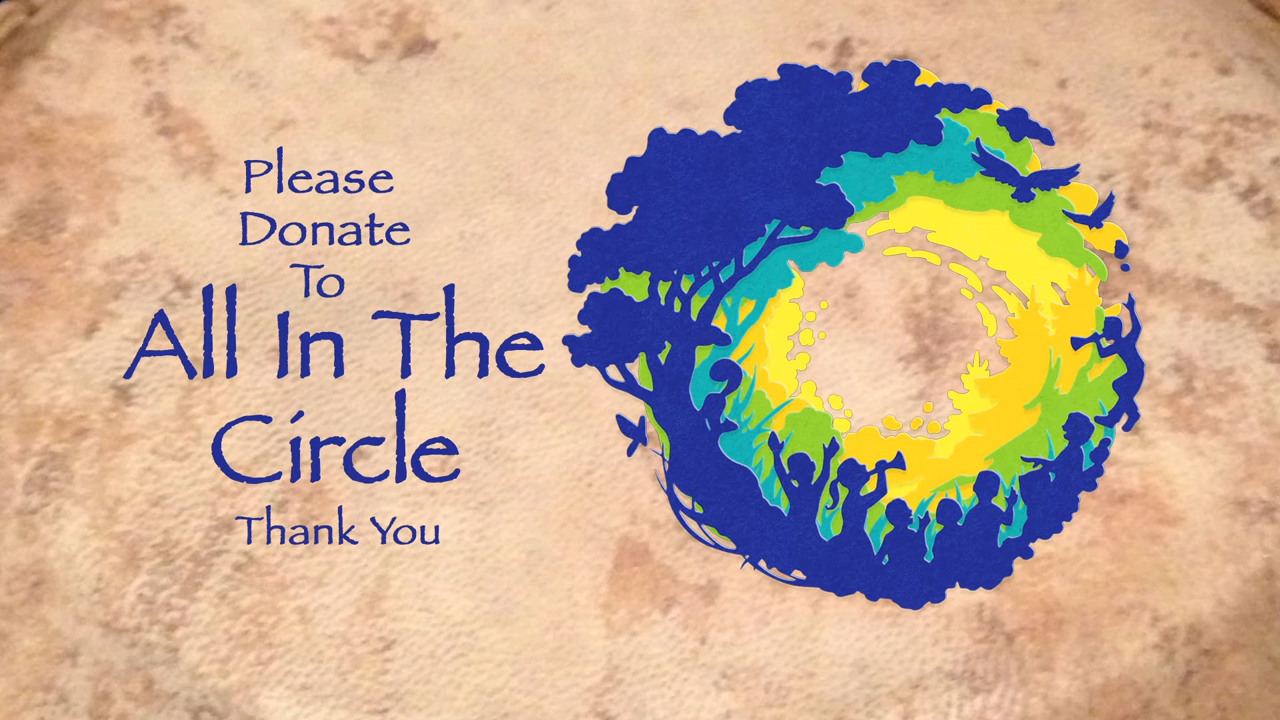 Please
Donate
To
All In The
Circle
Thank You